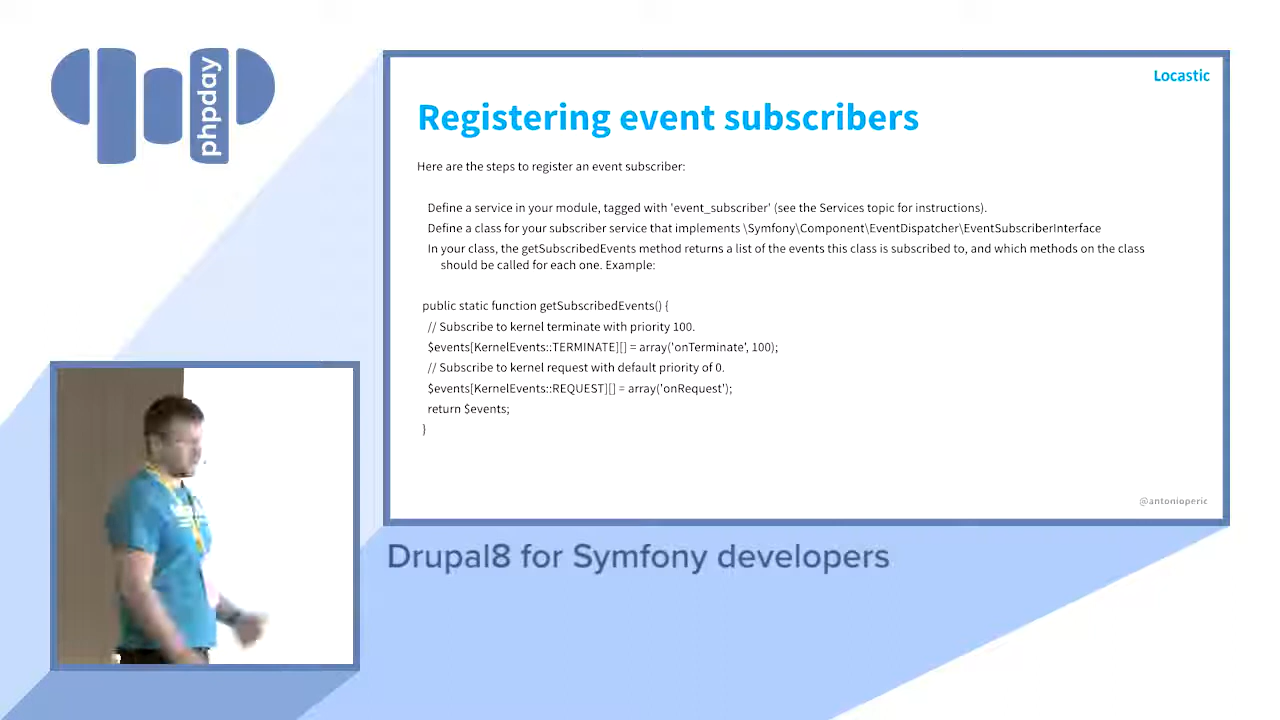 phpday
Locastic
Registering event subscribers
Here are the steps to register an event subscriber:
Define a service in your module, tagged with 'event_subscriber' (see the Services topic for instructions).
Define a class for your subscriber service that implements \Symfony\Component\EventDispatcher\EventSubscriberInterface
In your class, the getSubscribedEvents method returns a list of the events this class is subscribed to, and which methods on the class
should be called for each one. Example:
public static function getSubscribedEvents() {
// Subscribe to kernel terminate with priority 100.
$events[KernelEvents::TERMINATE][] = array('onTerminate', 100);
// Subscribe to kernel request with default priority of 0.
$events[KernelEvents::REQUEST][] = array('onRequest');
return $events;
}
@antonioperic
Drupal8 for Symfony developers